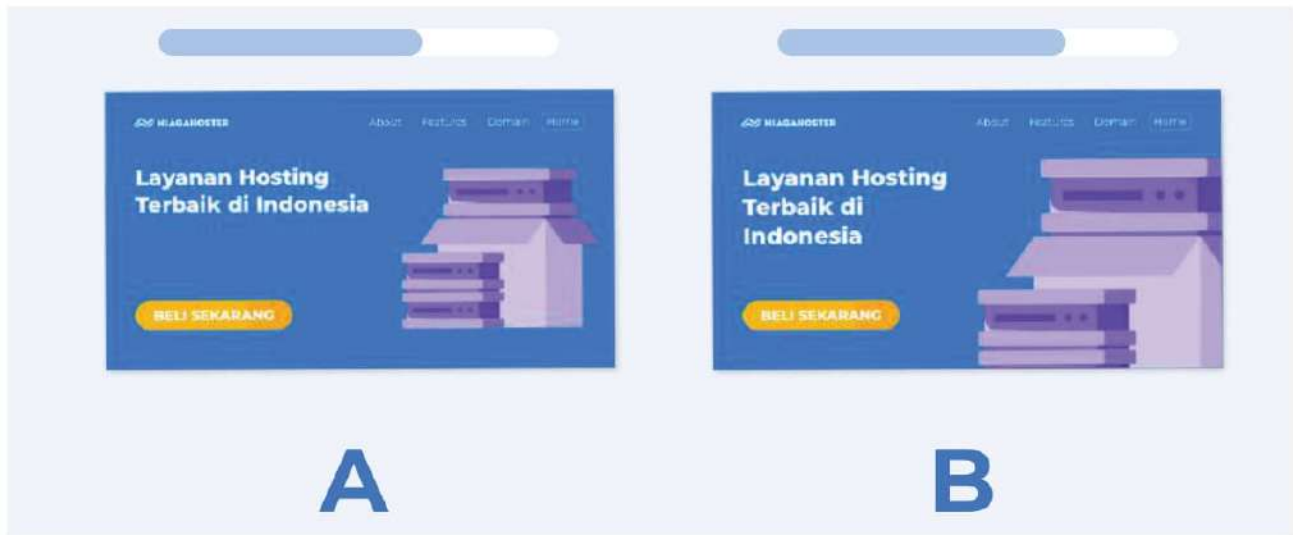 NIAGAHOSTER
About Features Domain Home
Layanan Hosting
Terbaik di Indonesia
BELI SEKARANG
A
NIAGAHOSTER
About Features Domain Home
Layanan Hosting
Terbaik di
Indonesia
BELI SEKARANG
B